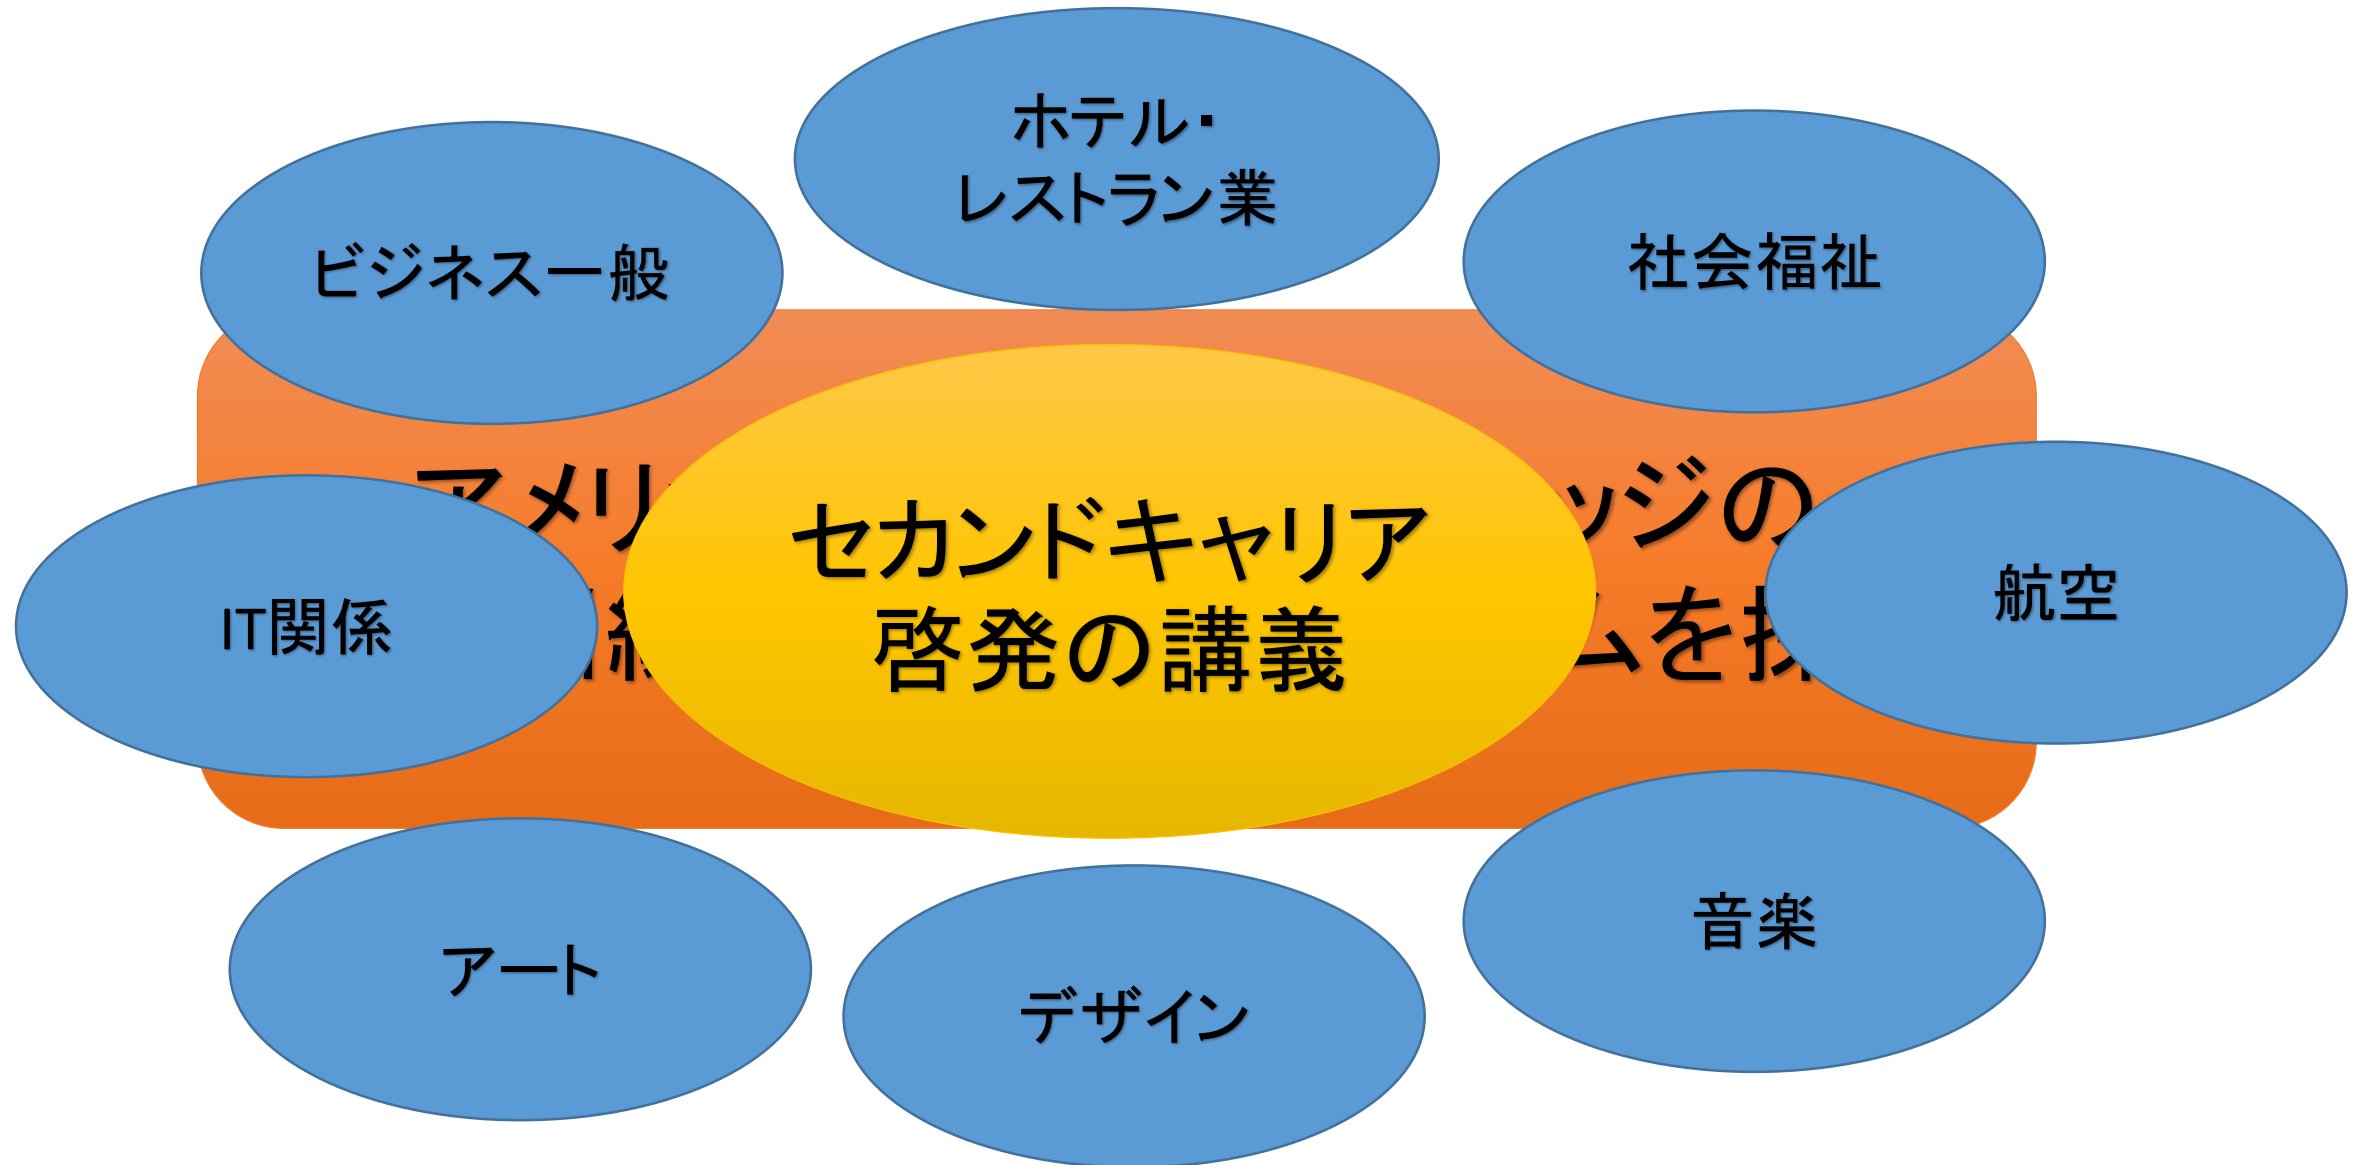 ホテル・
レストラン業
ビジネス一般
社会福祉
アメリ
ッジの
セカンドキャリア
啓発の講義
ムを
IT関係
航空
アート
デザイン
音楽